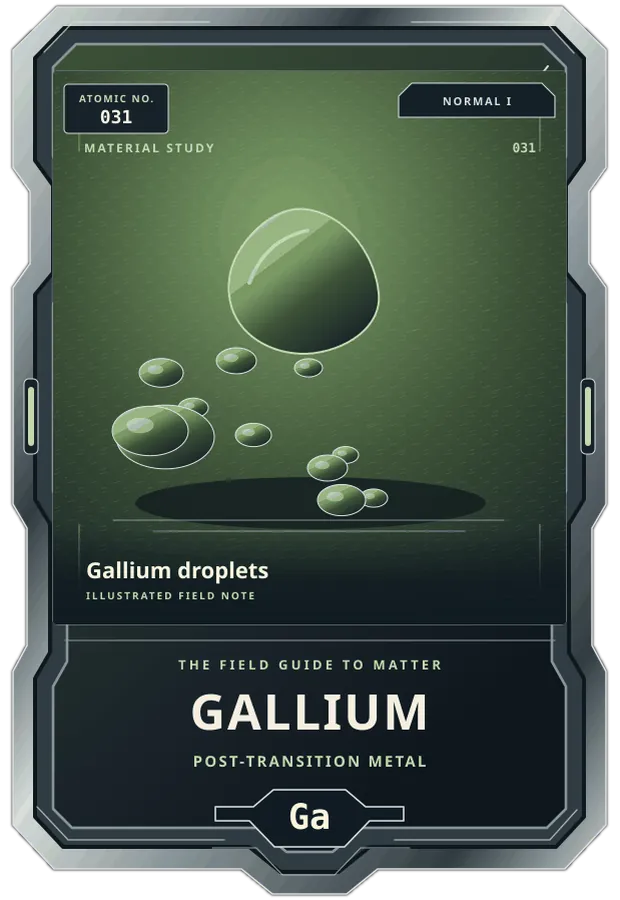 ATOMIC NO.
031
NORMAL I
MATERIAL STUDY
031
Gallium droplets
ILLUSTRATED FIELD NOTE
THE FIELD GUIDE TO MATTER
GALLIUM
POST-TRANSITION METAL
Ga